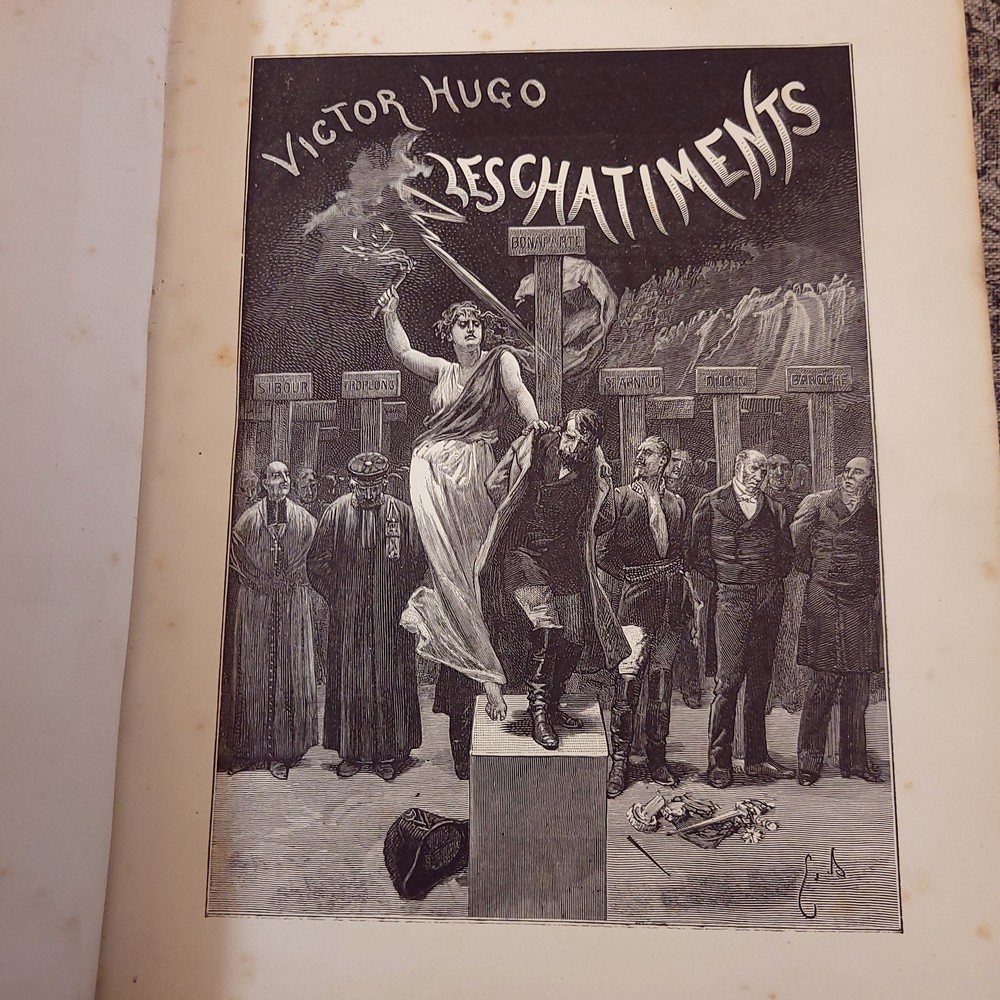 VICTOR HUGO
LES CHATIMENTS
BONAPARTE
SIBOUR
TROPLONG
ST ARNAUD
DUPIN
BAROCHE